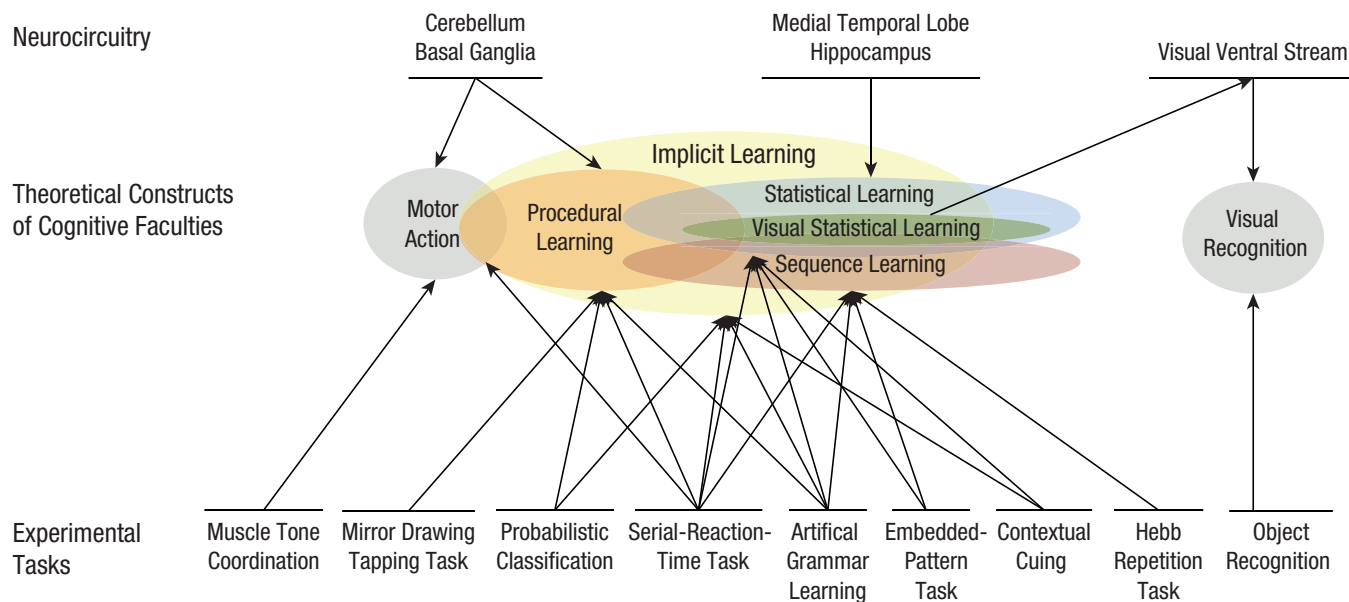 Neurocircuitry
Cerebellum
Basal Ganglia
Medial Temporal Lobe
Hippocampus
Visual Ventral Stream
Theoretical Constructs
of Cognitive Faculties
Implicit Learning
Motor
Action
Procedural
Learning
Statistical Learning
Visual Statistical Learning
Sequence Learning
Visual
Recognition
Experimental
Tasks
Muscle Tone
Coordination
Mirror Drawing
Tapping Task
Probabilistic
Classification
Serial-Reaction-
Time Task
Artifical
Grammar
Learning
Embedded-
Pattern
Task
Contextual
Cuing
Hebb
Repetition
Task
Object
Recognition